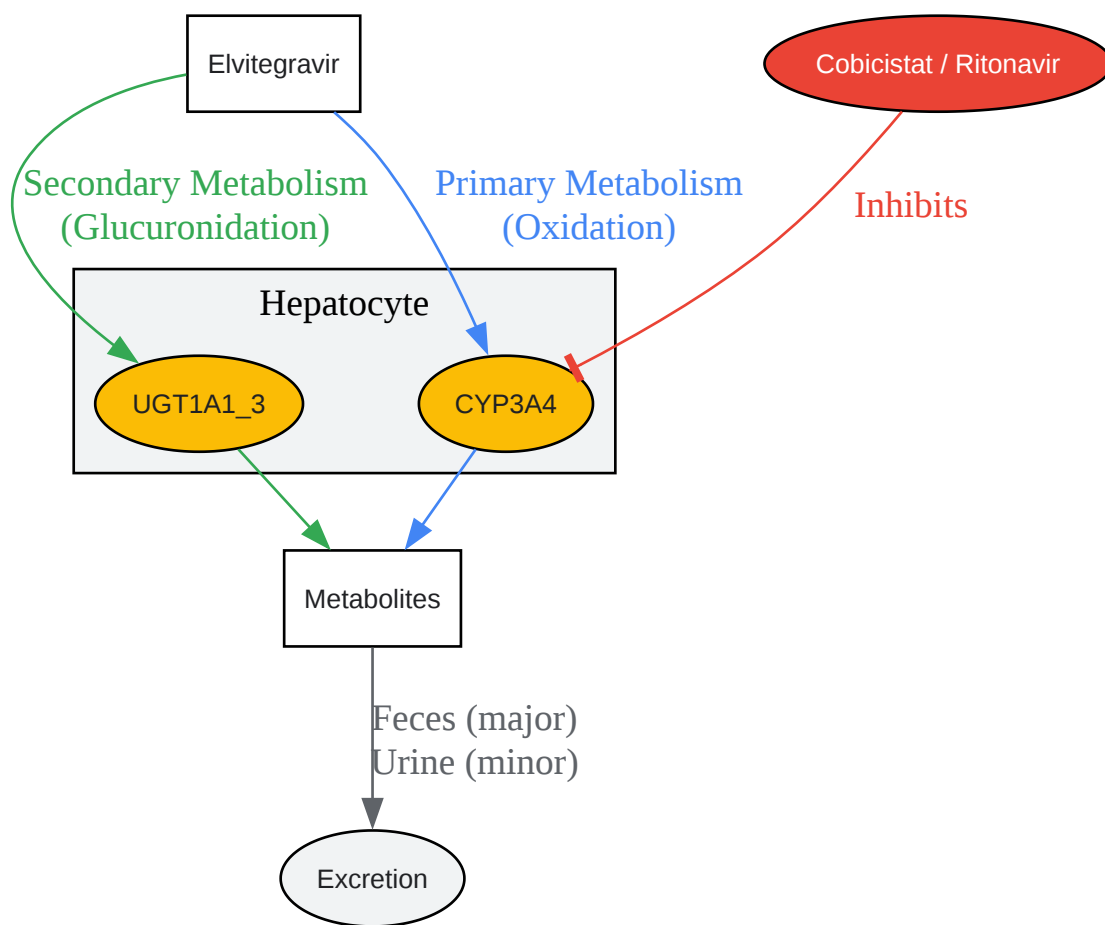 Elvitegravir
Cobicistat / Ritonavir
Secondary Metabolism
(Glucuronidation)
Primary Metabolism
(Oxidation)
Inhibits
Hepatocyte
UGT1A1_3
CYP3A4
Metabolites
Feces (major)
Urine (minor)
Excretion